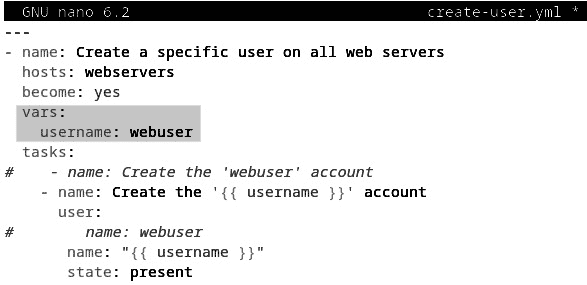 GNU nano 6.2 create-user.yml *
---
- name: Create a specific user on all web servers
  hosts: webservers
  become: yes
  vars:
    username: webuser
  tasks:
#    - name: Create the 'webuser' account
    - name: Create the '{{ username }}' account
      user:
#        name: webuser
       name: "{{ username }}"
       state: present